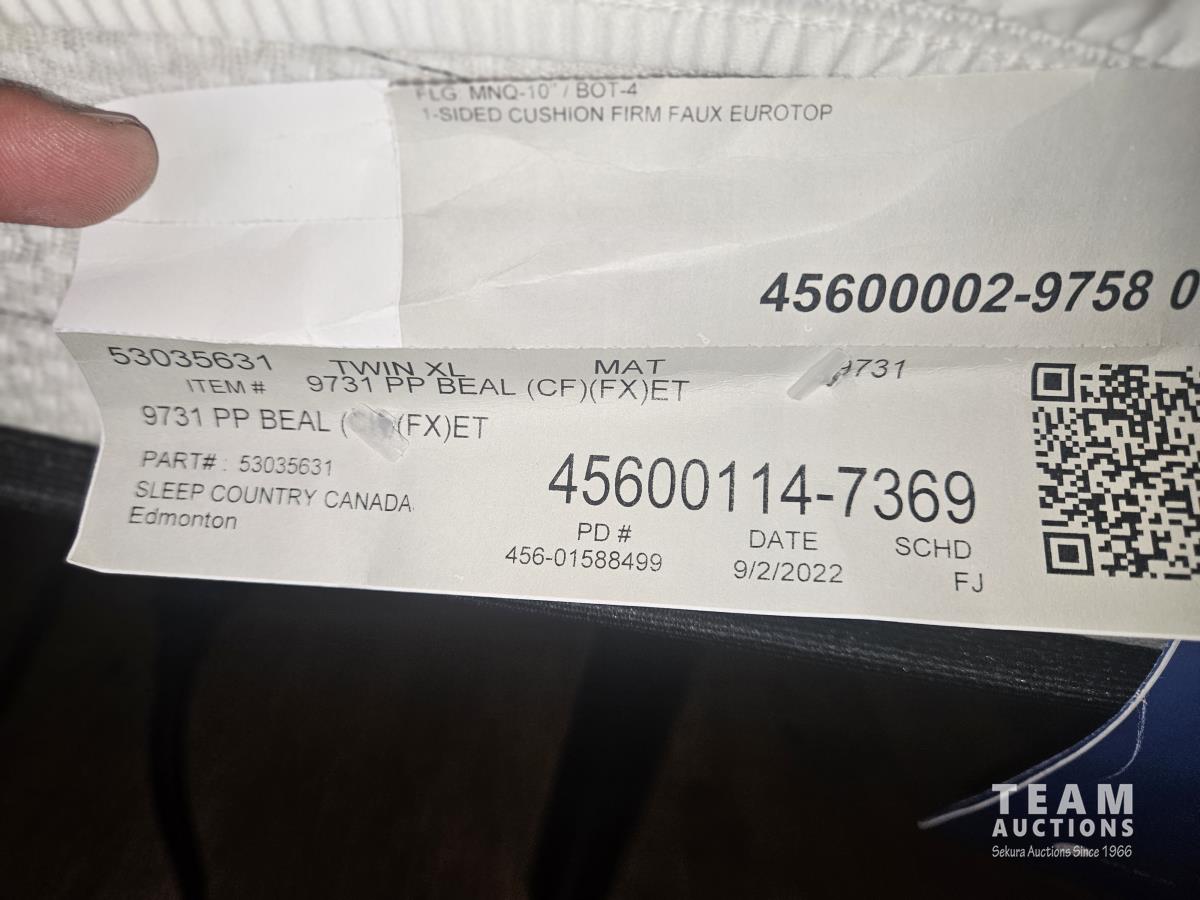 FLG MNQ-10" / BOT-4
1-SIDED CUSHION FIRM FAUX EUROTOP
45600002-9758 0
53035631 TWIN XL MAT 9731
ITEM # 9731 PP BEAL (CF)(FX)ET
9731 PP BEAL ( (FX)ET
PART# : 53035631
45600114-7369
SLEEP COUNTRY CANADA
Edmonton
PD # DATE SCHD
456-01588499 9/2/2022 FJ
TEAM
AUCTIONS
Sekura Auctions Since 1966